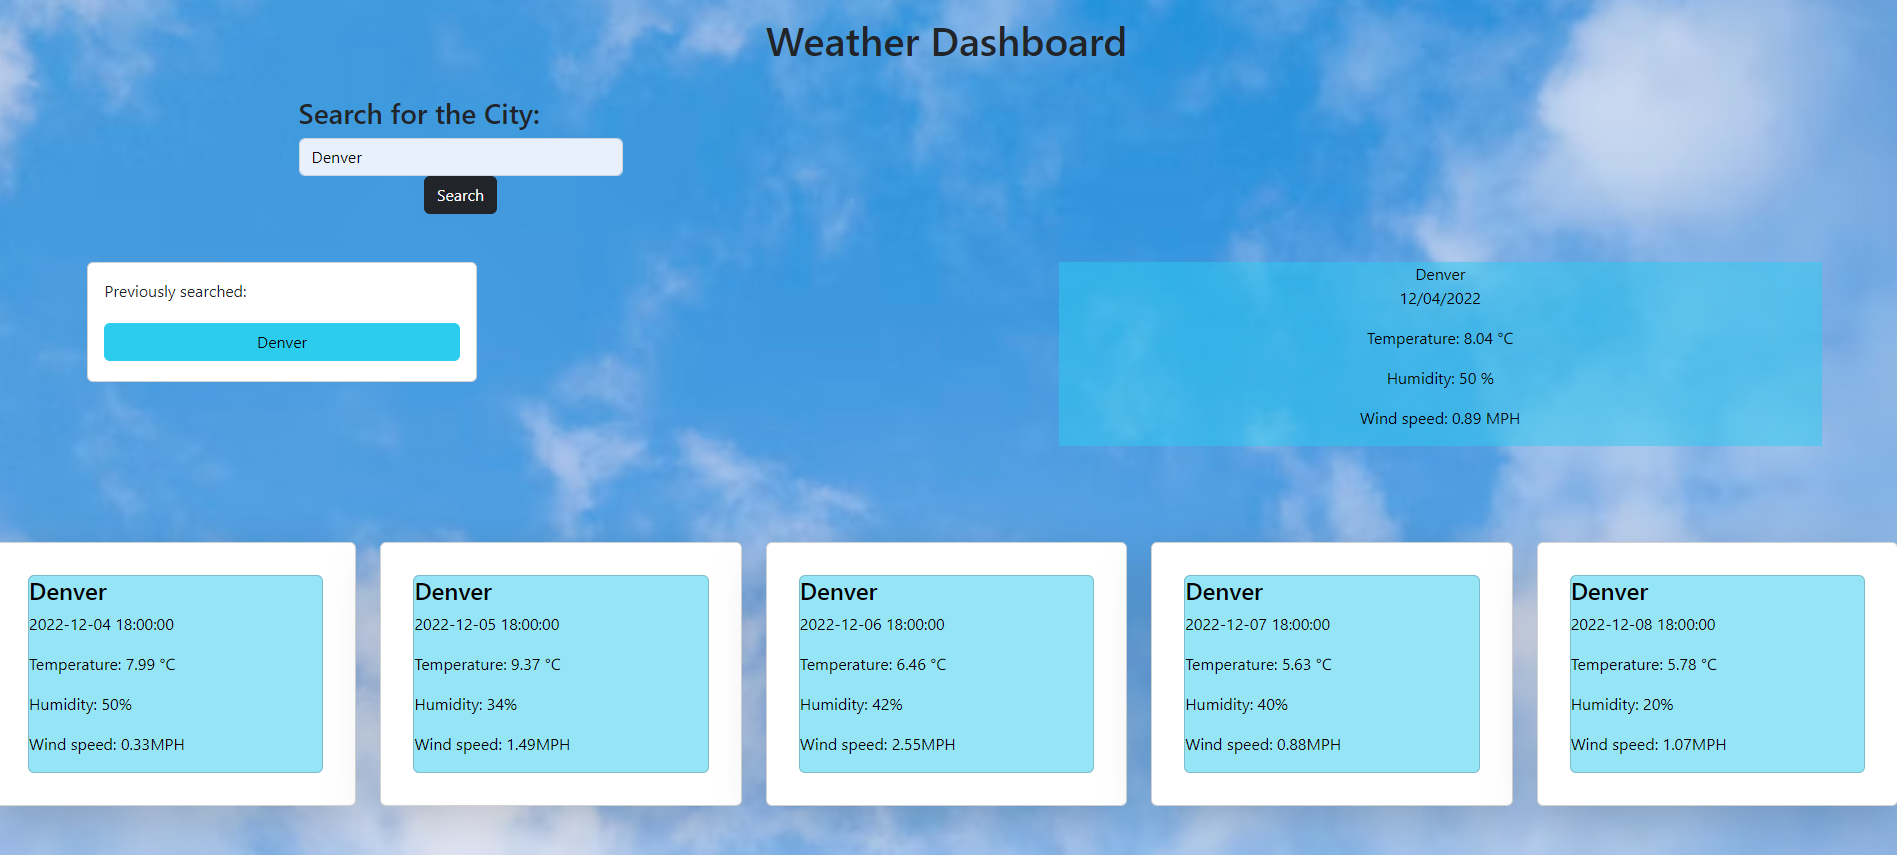 Weather Dashboard
Search for the City:
Denver
Search
Previously searched:
Denver
Denver
12/04/2022
Temperature: 8.04 °C
Humidity: 50 %
Wind speed: 0.89 MPH
Denver
2022-12-04 18:00:00
Temperature: 7.99 °C
Humidity: 50%
Wind speed: 0.33MPH
Denver
2022-12-05 18:00:00
Temperature: 9.37 °C
Humidity: 34%
Wind speed: 1.49MPH
Denver
2022-12-06 18:00:00
Temperature: 6.46 °C
Humidity: 42%
Wind speed: 2.55MPH
Denver
2022-12-07 18:00:00
Temperature: 5.63 °C
Humidity: 40%
Wind speed: 0.88MPH
Denver
2022-12-08 18:00:00
Temperature: 5.78 °C
Humidity: 20%
Wind speed: 1.07MPH